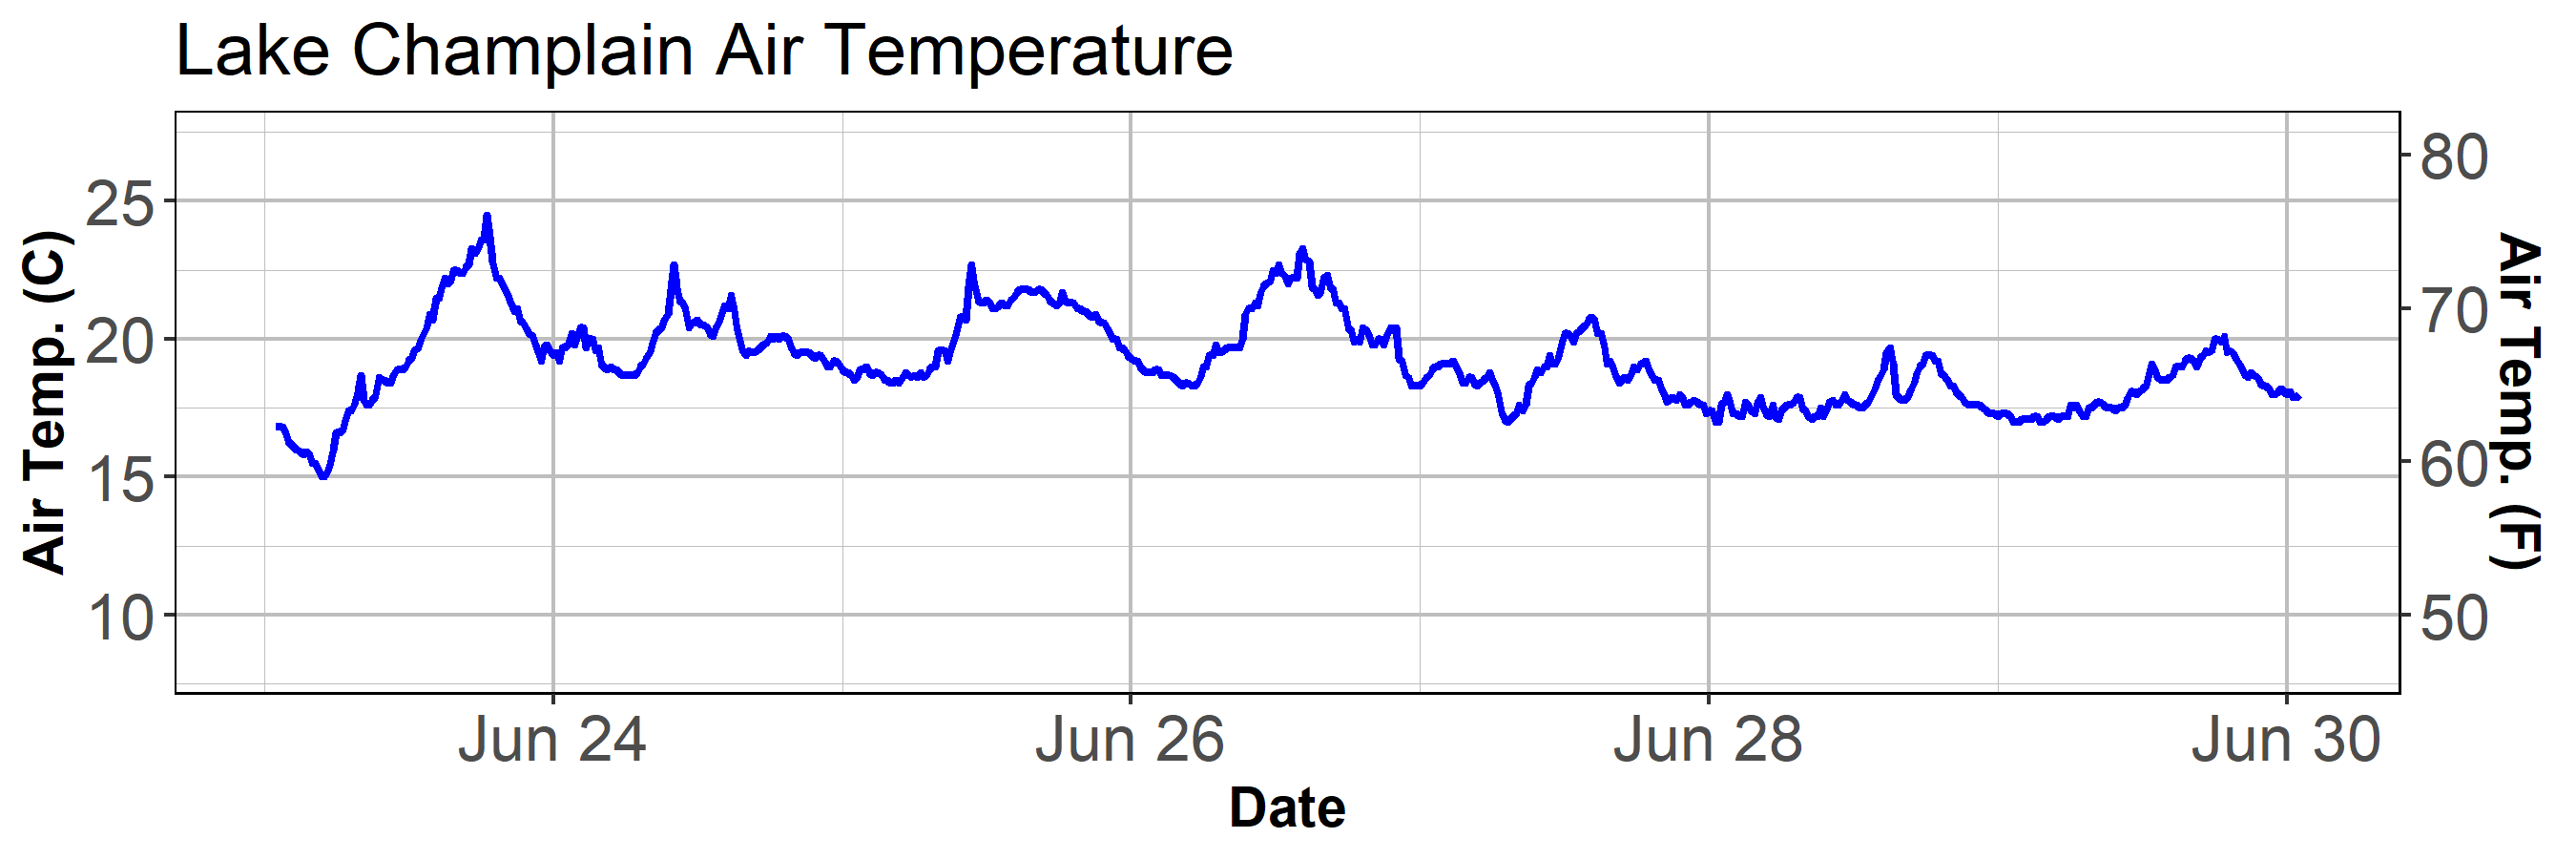 Lake Champlain Air Temperature
Air Temp. (C)
25
20
15
10
80
70
60
50
Air Temp. (F)
Jun 24
Jun 26
Jun 28
Jun 30
Date